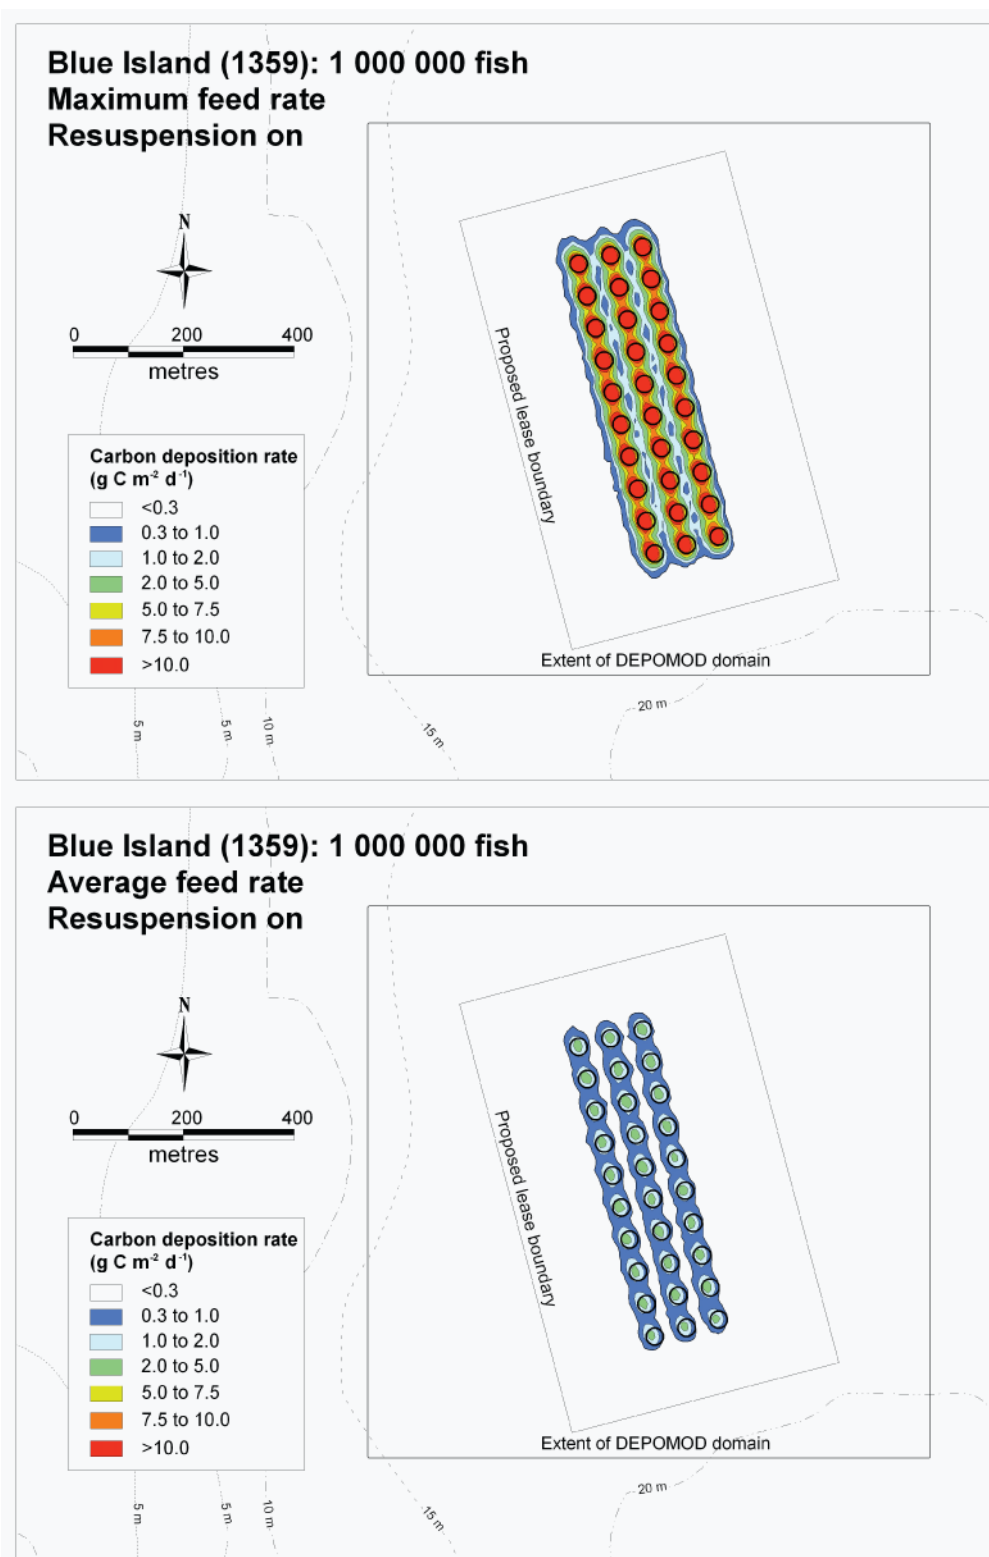 Blue Island (1359): 1 000 000 fish
Maximum feed rate
Resuspension on
N
0 200 400
metres
Proposed lease boundary
Carbon deposition rate
(g C m⁻² d⁻¹)
<0.3
0.3 to 1.0
1.0 to 2.0
2.0 to 5.0
5.0 to 7.5
7.5 to 10.0
>10.0
Extent of DEPOMOD domain
5 m
5 m
10 m
15 m
20 m
Blue Island (1359): 1 000 000 fish
Average feed rate
Resuspension on
N
0 200 400
metres
Proposed lease boundary
Carbon deposition rate
(g C m⁻² d⁻¹)
<0.3
0.3 to 1.0
1.0 to 2.0
2.0 to 5.0
5.0 to 7.5
7.5 to 10.0
>10.0
Extent of DEPOMOD domain
5 m
5 m
10 m
15 m
20 m